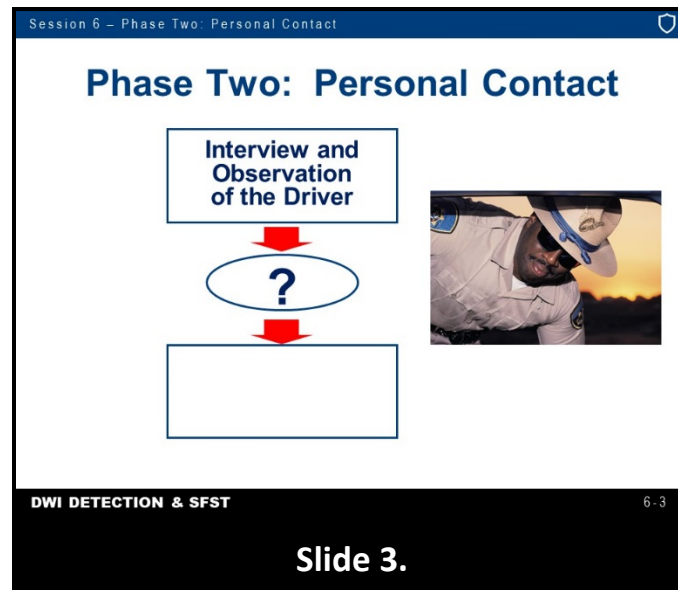 Session 6 – Phase Two: Personal Contact
Phase Two: Personal Contact
Interview and
Observation
of the Driver
?
DWI DETECTION & SFST
6-3
Slide 3.